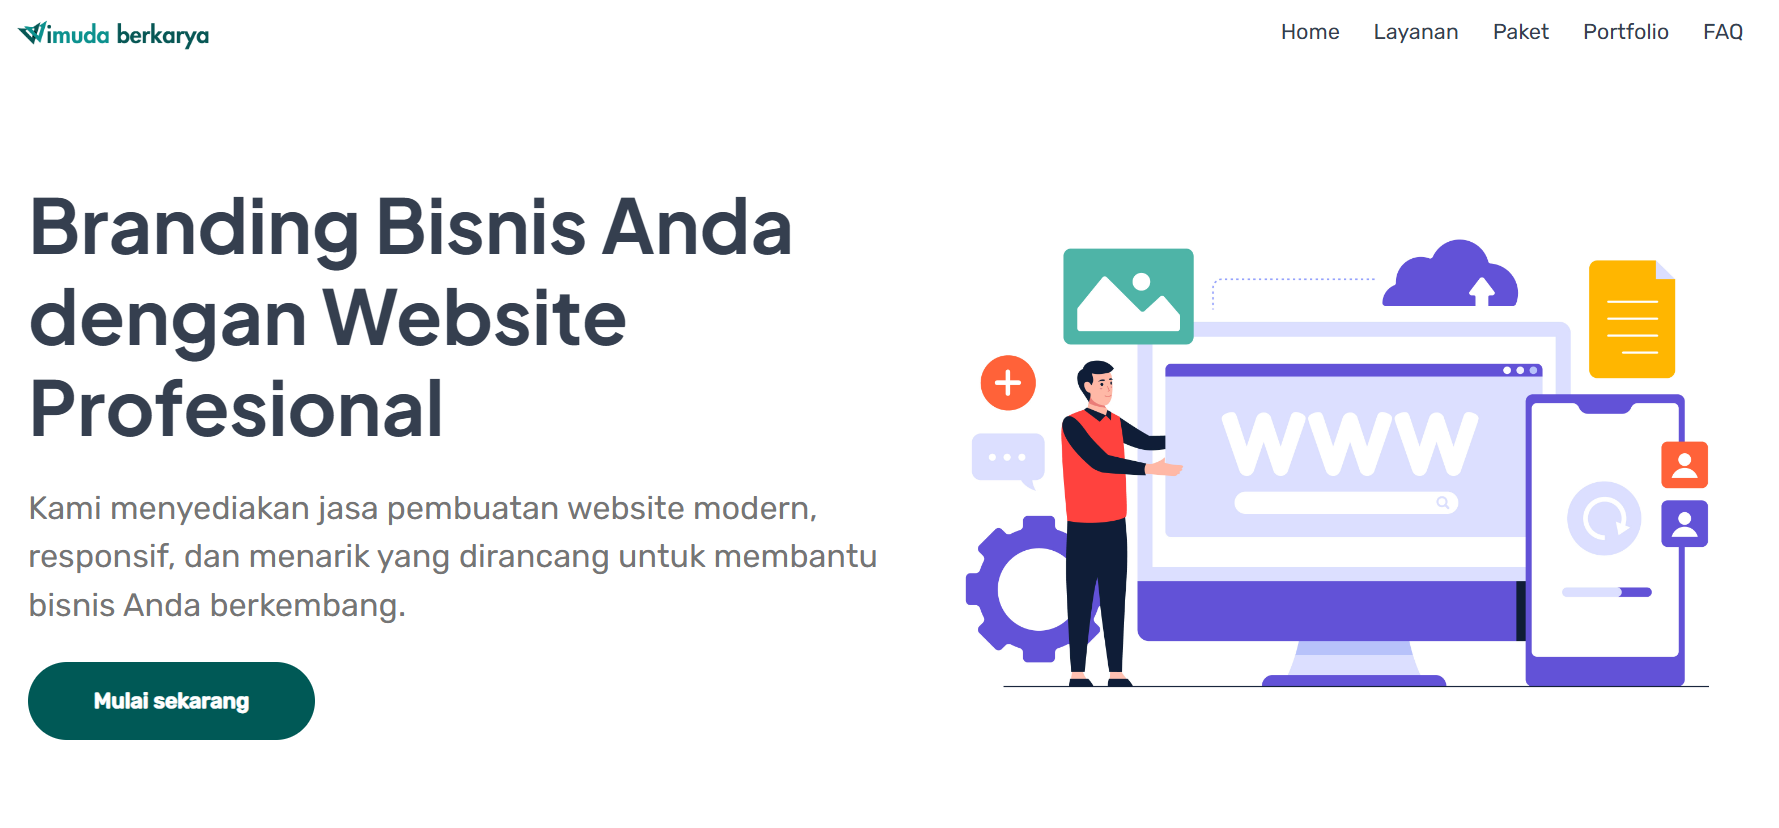 Wimuda berkarya
Home Layanan Paket Portfolio FAQ
Branding Bisnis Anda
dengan Website
Profesional
Kami menyediakan jasa pembuatan website modern,
responsif, dan menarik yang dirancang untuk membantu
bisnis Anda berkembang.
Mulai sekarang
WWW